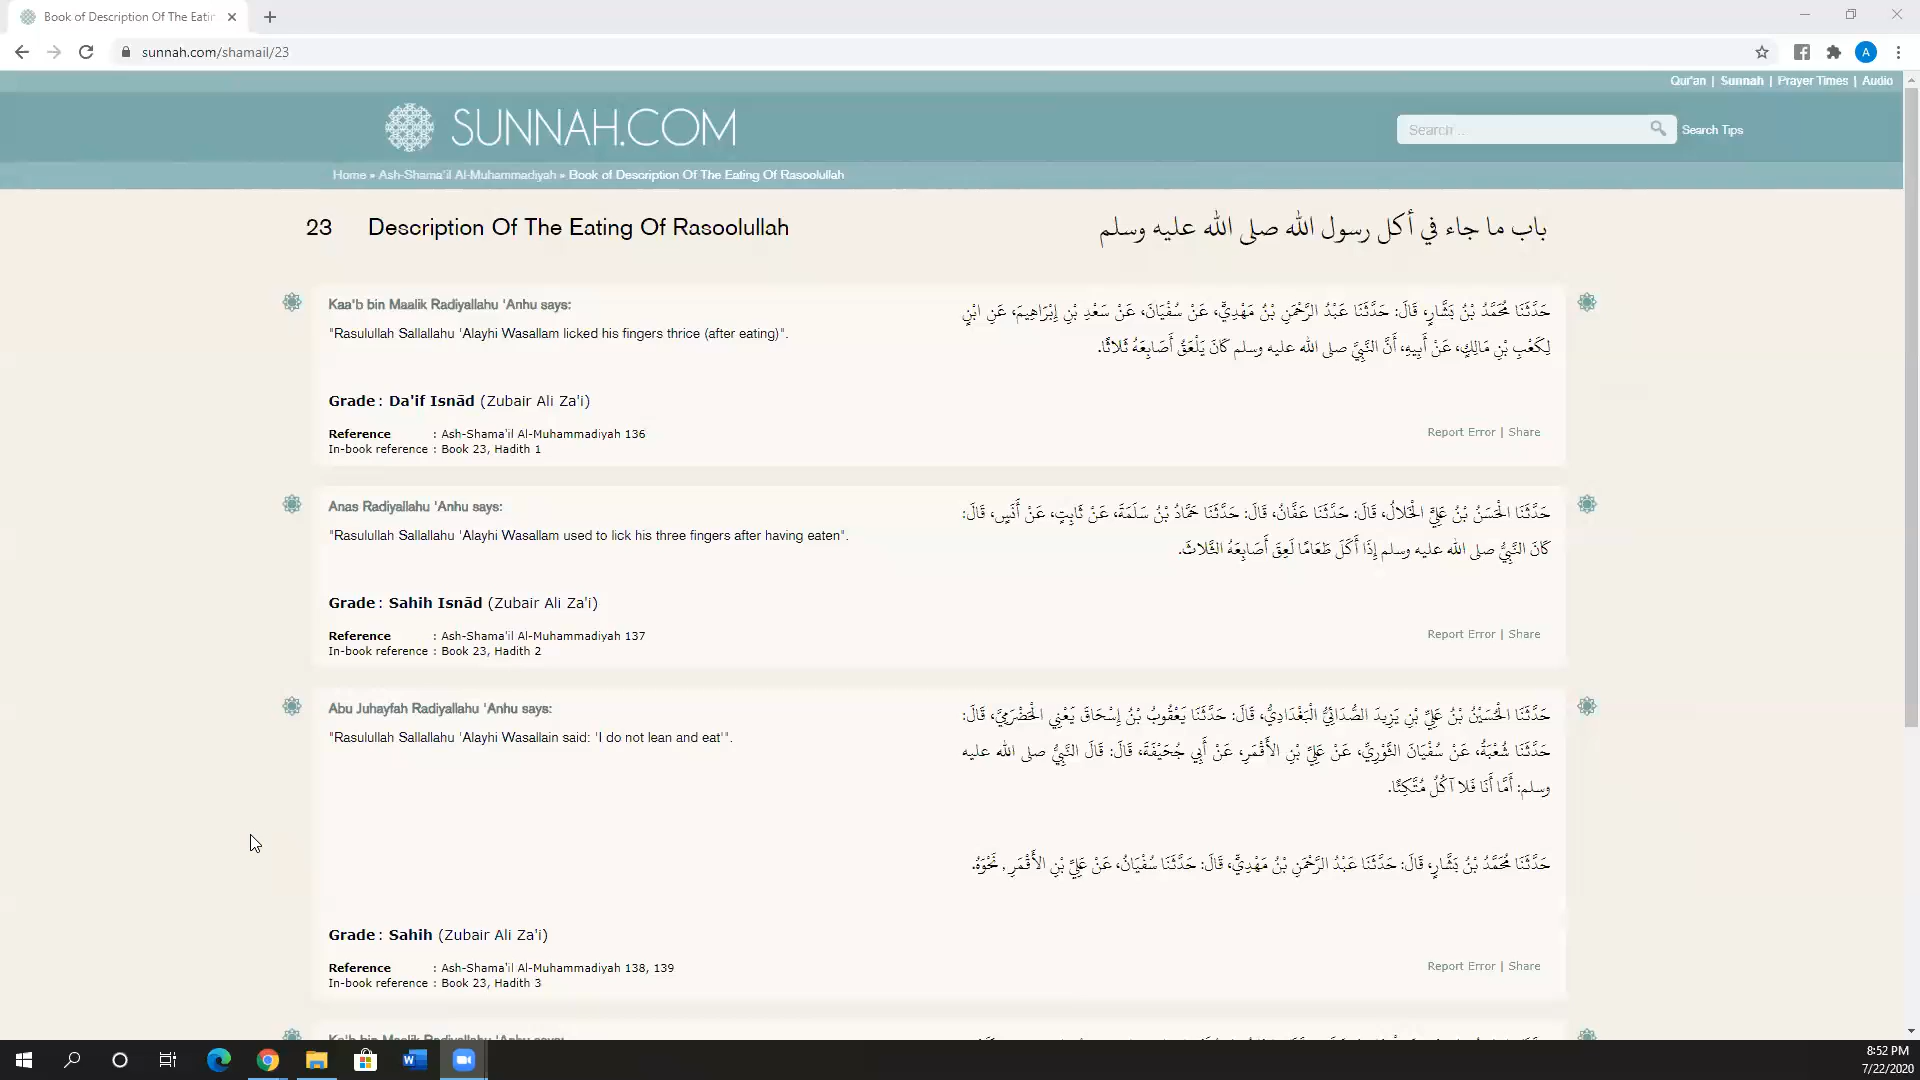 Book of Description Of The Eatin
sunnah.com/shamail/23
A
Qur'an | Sunnah | Prayer Times | Audio
SUNNAH.COM
Search ...
Search Tips
Home » Ash-Shama'il Al-Muhammadiyah » Book of Description Of The Eating Of Rasoolullah
23 Description Of The Eating Of Rasoolullah
باب ما جاء في أكل رسول الله صلى الله عليه وسلم
Kaa'b bin Maalik Radiyallahu 'Anhu says:
"Rasulullah Sallallahu 'Alayhi Wasallam licked his fingers thrice (after eating)".
حَدَّثَنَا مُحَمَّدُ بْنُ بَشَّارٍ، قَالَ: حَدَّثَنَا عَبْدُ الرَّحْمَنِ بْنُ مَهْدِيٍّ، عَنْ سُفْيَانَ، عَنْ سَعْدِ بْنِ إِبْرَاهِيمَ، عَنِ ابْنٍ
لِكَعْبِ بْنِ مَالِكٍ، عَنْ أَبِيهِ، أَنَّ النَّبِيَّ صلى الله عليه وسلم كَانَ يَلْعَقُ أَصَابِعَهُ ثَلاثًا.
Grade : Da'if Isnād (Zubair Ali Za'i)
Reference : Ash-Shama'il Al-Muhammadiyah 136
In-book reference : Book 23, Hadith 1
Report Error | Share
Anas Radiyallahu 'Anhu says:
"Rasulullah Sallallahu 'Alayhi Wasallam used to lick his three fingers after having eaten".
حَدَّثَنَا الْحَسَنُ بْنُ عَلِيٍّ الْخَلالُ، قَالَ: حَدَّثَنَا عَفَّانُ، قَالَ: حَدَّثَنَا حَمَّادُ بْنُ سَلَمَةَ، عَنْ ثَابِتٍ، عَنْ أَنَسٍ، قَالَ:
كَانَ النَّبِيُّ صلى الله عليه وسلم إِذَا أَكَلَ طَعَامًا لَعِقَ أَصَابِعَهُ الثَّلاثَ.
Grade : Sahih Isnād (Zubair Ali Za'i)
Reference : Ash-Shama'il Al-Muhammadiyah 137
In-book reference : Book 23, Hadith 2
Report Error | Share
Abu Juhayfah Radiyallahu 'Anhu says:
"Rasulullah Sallallahu 'Alayhi Wasallain said: 'I do not lean and eat'".
حَدَّثَنَا الْحُسَيْنُ بْنُ عَلِيِّ بْنِ يَزِيدَ الصُّدَائِيُّ الْبَغْدَادِيُّ، قَالَ: حَدَّثَنَا يَعْقُوبُ بْنُ إِسْحَاقَ يَعْنِي الْحَضْرَمِيَّ، قَالَ:
حَدَّثَنَا شُعْبَةُ، عَنْ سُفْيَانَ الثَّوْرِيِّ، عَنْ عَلِيِّ بْنِ الأَقْمَرِ، عَنْ أَبِي جُحَيْفَةَ، قَالَ: قَالَ النَّبِيُّ صلى الله عليه
وسلم: أَمَّا أَنَا فَلا آكُلُ مُتَّكِئًا.
حَدَّثَنَا مُحَمَّدُ بْنُ بَشَّارٍ، قَالَ: حَدَّثَنَا عَبْدُ الرَّحْمَنِ بْنُ مَهْدِيٍّ، قَالَ: حَدَّثَنَا سُفْيَانُ، عَنْ عَلِيِّ بْنِ الأَقْمَرِ, نَحْوَهُ.
Grade : Sahih (Zubair Ali Za'i)
Reference : Ash-Shama'il Al-Muhammadiyah 138, 139
In-book reference : Book 23, Hadith 3
Report Error | Share
8:52 PM
7/22/2020